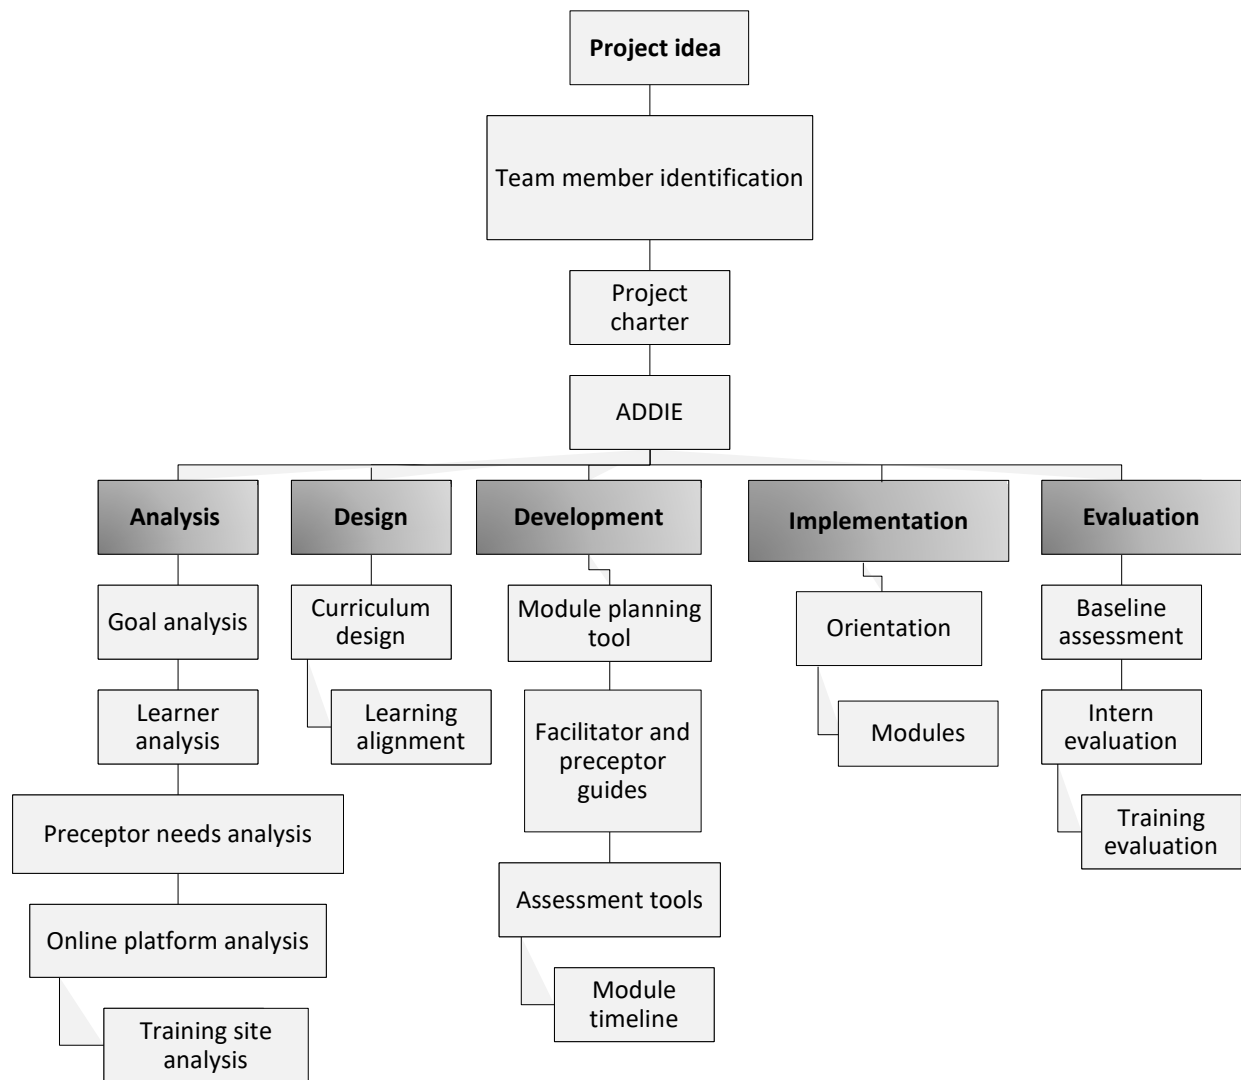 Project idea
Team member identification
Project
charter
ADDIE
Analysis
Design
Development
Implementation
Evaluation
Goal analysis
Learner
analysis
Preceptor needs analysis
Online platform analysis
Training site
analysis
Curriculum
design
Learning
alignment
Module planning
tool
Facilitator and
preceptor
guides
Assessment tools
Module
timeline
Orientation
Modules
Baseline
assessment
Intern
evaluation
Training
evaluation